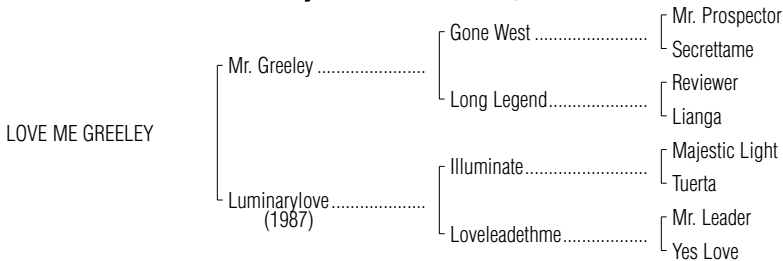 Mr. Prospector
Gone West ...........................
Secrettame
Mr. Greeley ..........................
Reviewer
Long Legend........................
Lianga
LOVE ME GREELEY
Majestic Light
Illuminate..............................
Tuerta
Luminarylove.......................
(1987)
Mr. Leader
Loveleadethme.....................
Yes Love